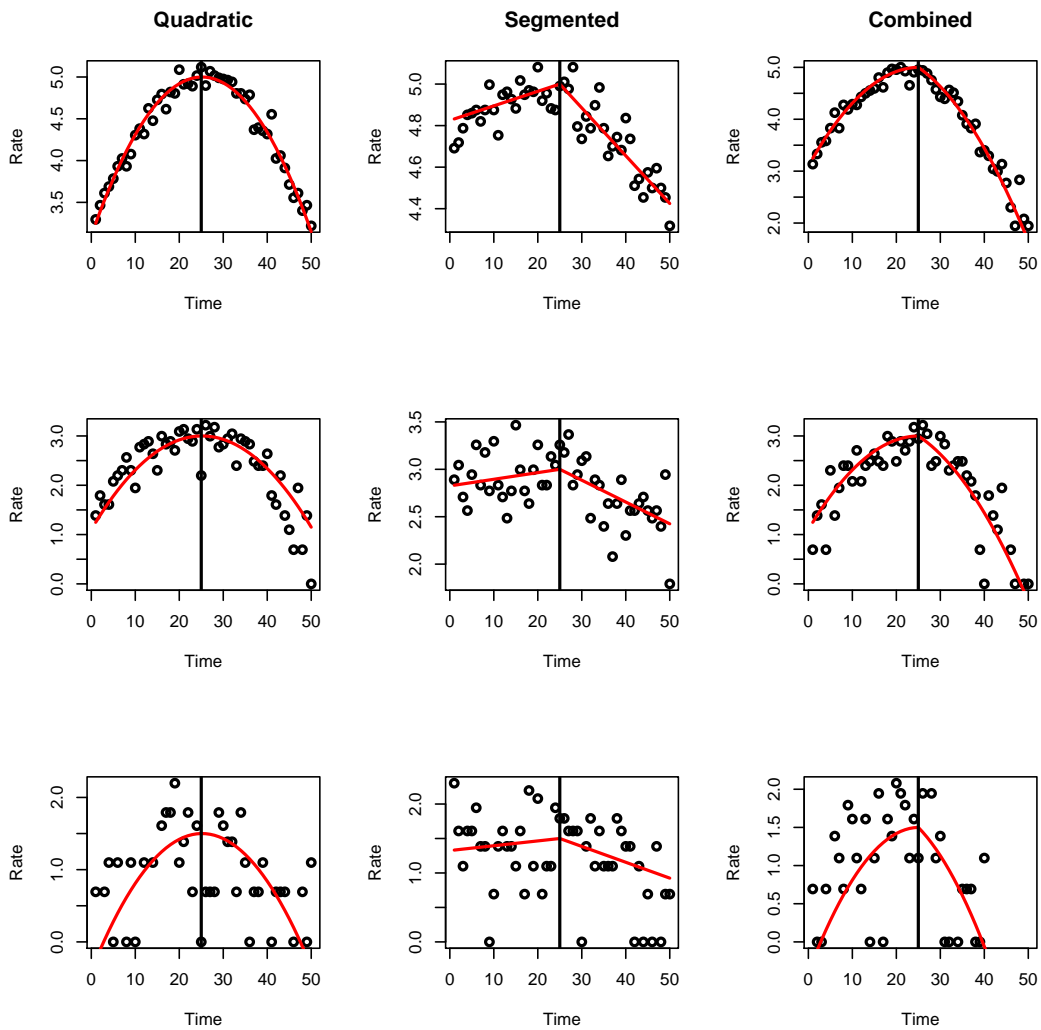 Quadratic
Segmented
Combined
Rate
3.5 4.0 4.5 5.0
0 10 20 30 40 50
Time
Rate
4.4 4.6 4.8 5.0
0 10 20 30 40 50
Time
Rate
2.0 3.0 4.0 5.0
0 10 20 30 40 50
Time
Rate
0.0 1.0 2.0 3.0
0 10 20 30 40 50
Time
Rate
2.0 2.5 3.0 3.5
0 10 20 30 40 50
Time
Rate
0.0 1.0 2.0 3.0
0 10 20 30 40 50
Time
Rate
0.0 1.0 2.0
0 10 20 30 40 50
Time
Rate
0.0 1.0 2.0
0 10 20 30 40 50
Time
Rate
0.0 0.5 1.0 1.5 2.0
0 10 20 30 40 50
Time